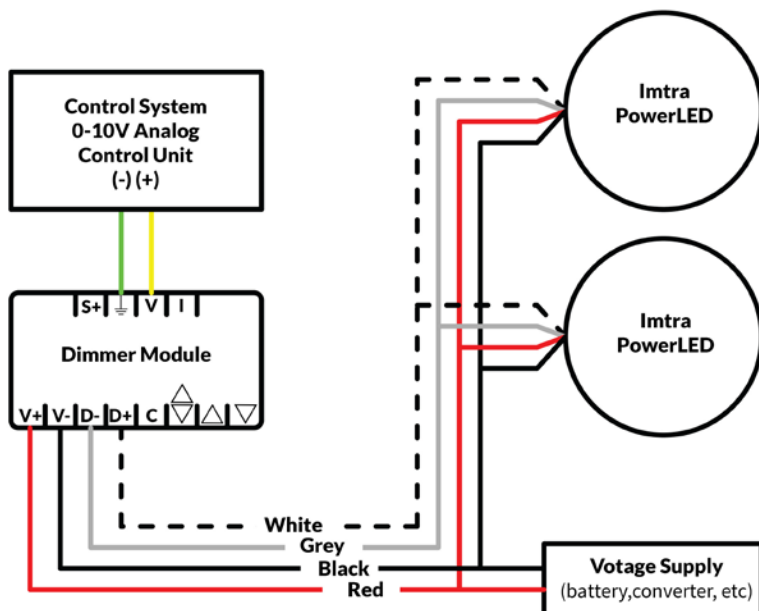 Control System
0-10V Analog
Control Unit
(-) (+)
Imtra
PowerLED
S+ V I
Dimmer Module
V+ V- D- D+ C
Imtra
PowerLED
White
Grey
Black
Red
Votage Supply
(battery,converter, etc)